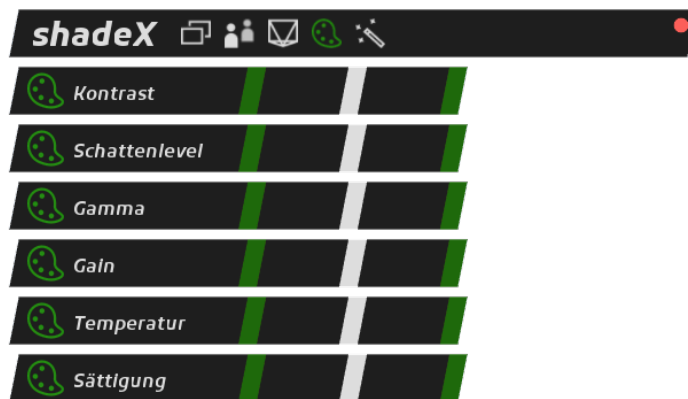 shadeX
Kontrast
Schattenlevel
Gamma
Gain
Temperatur
Sättigung